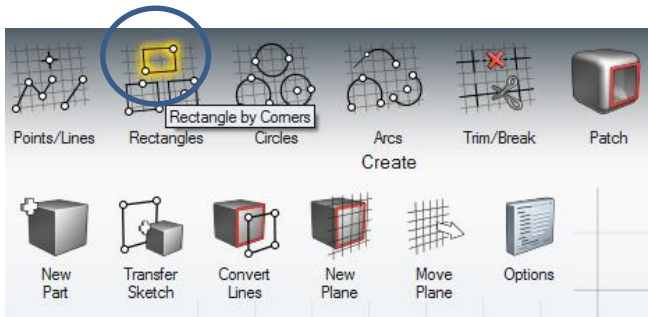 Points/Lines Rectangles Circles Arcs Trim/Break Patch
Rectangle by Corners
Create
New Part Transfer Sketch Convert Lines New Plane Move Plane Options